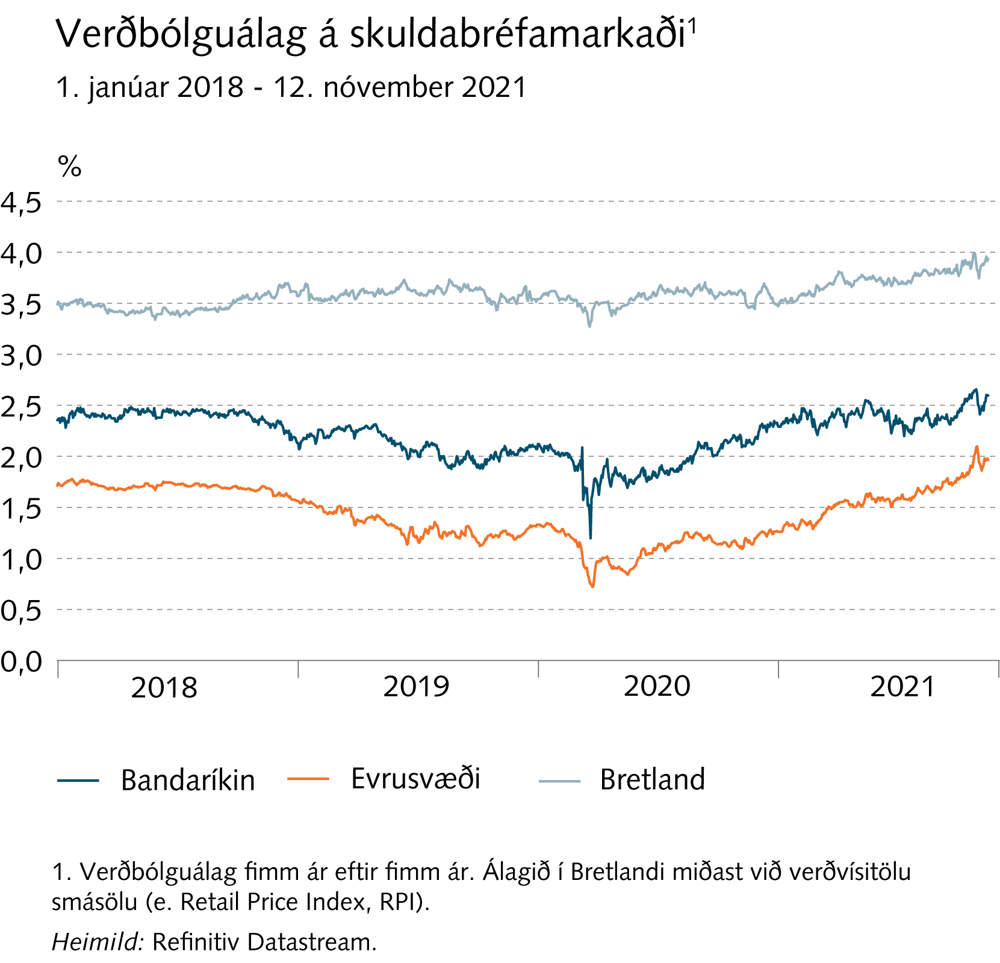 Verðbólguálag á skuldabréfamarkaði¹
1. janúar 2018 - 12. nóvember 2021
%
4,5
4,0
3,5
3,0
2,5
2,0
1,5
1,0
0,5
0,0
2018 2019 2020 2021
Bandaríkin Evrusvæði Bretland
1. Verðbólguálag fimm ár eftir fimm ár. Álagið í Bretlandi miðast við verðvísitölu
smásölu (e. Retail Price Index, RPI).
Heimild: Refinitiv Datastream.